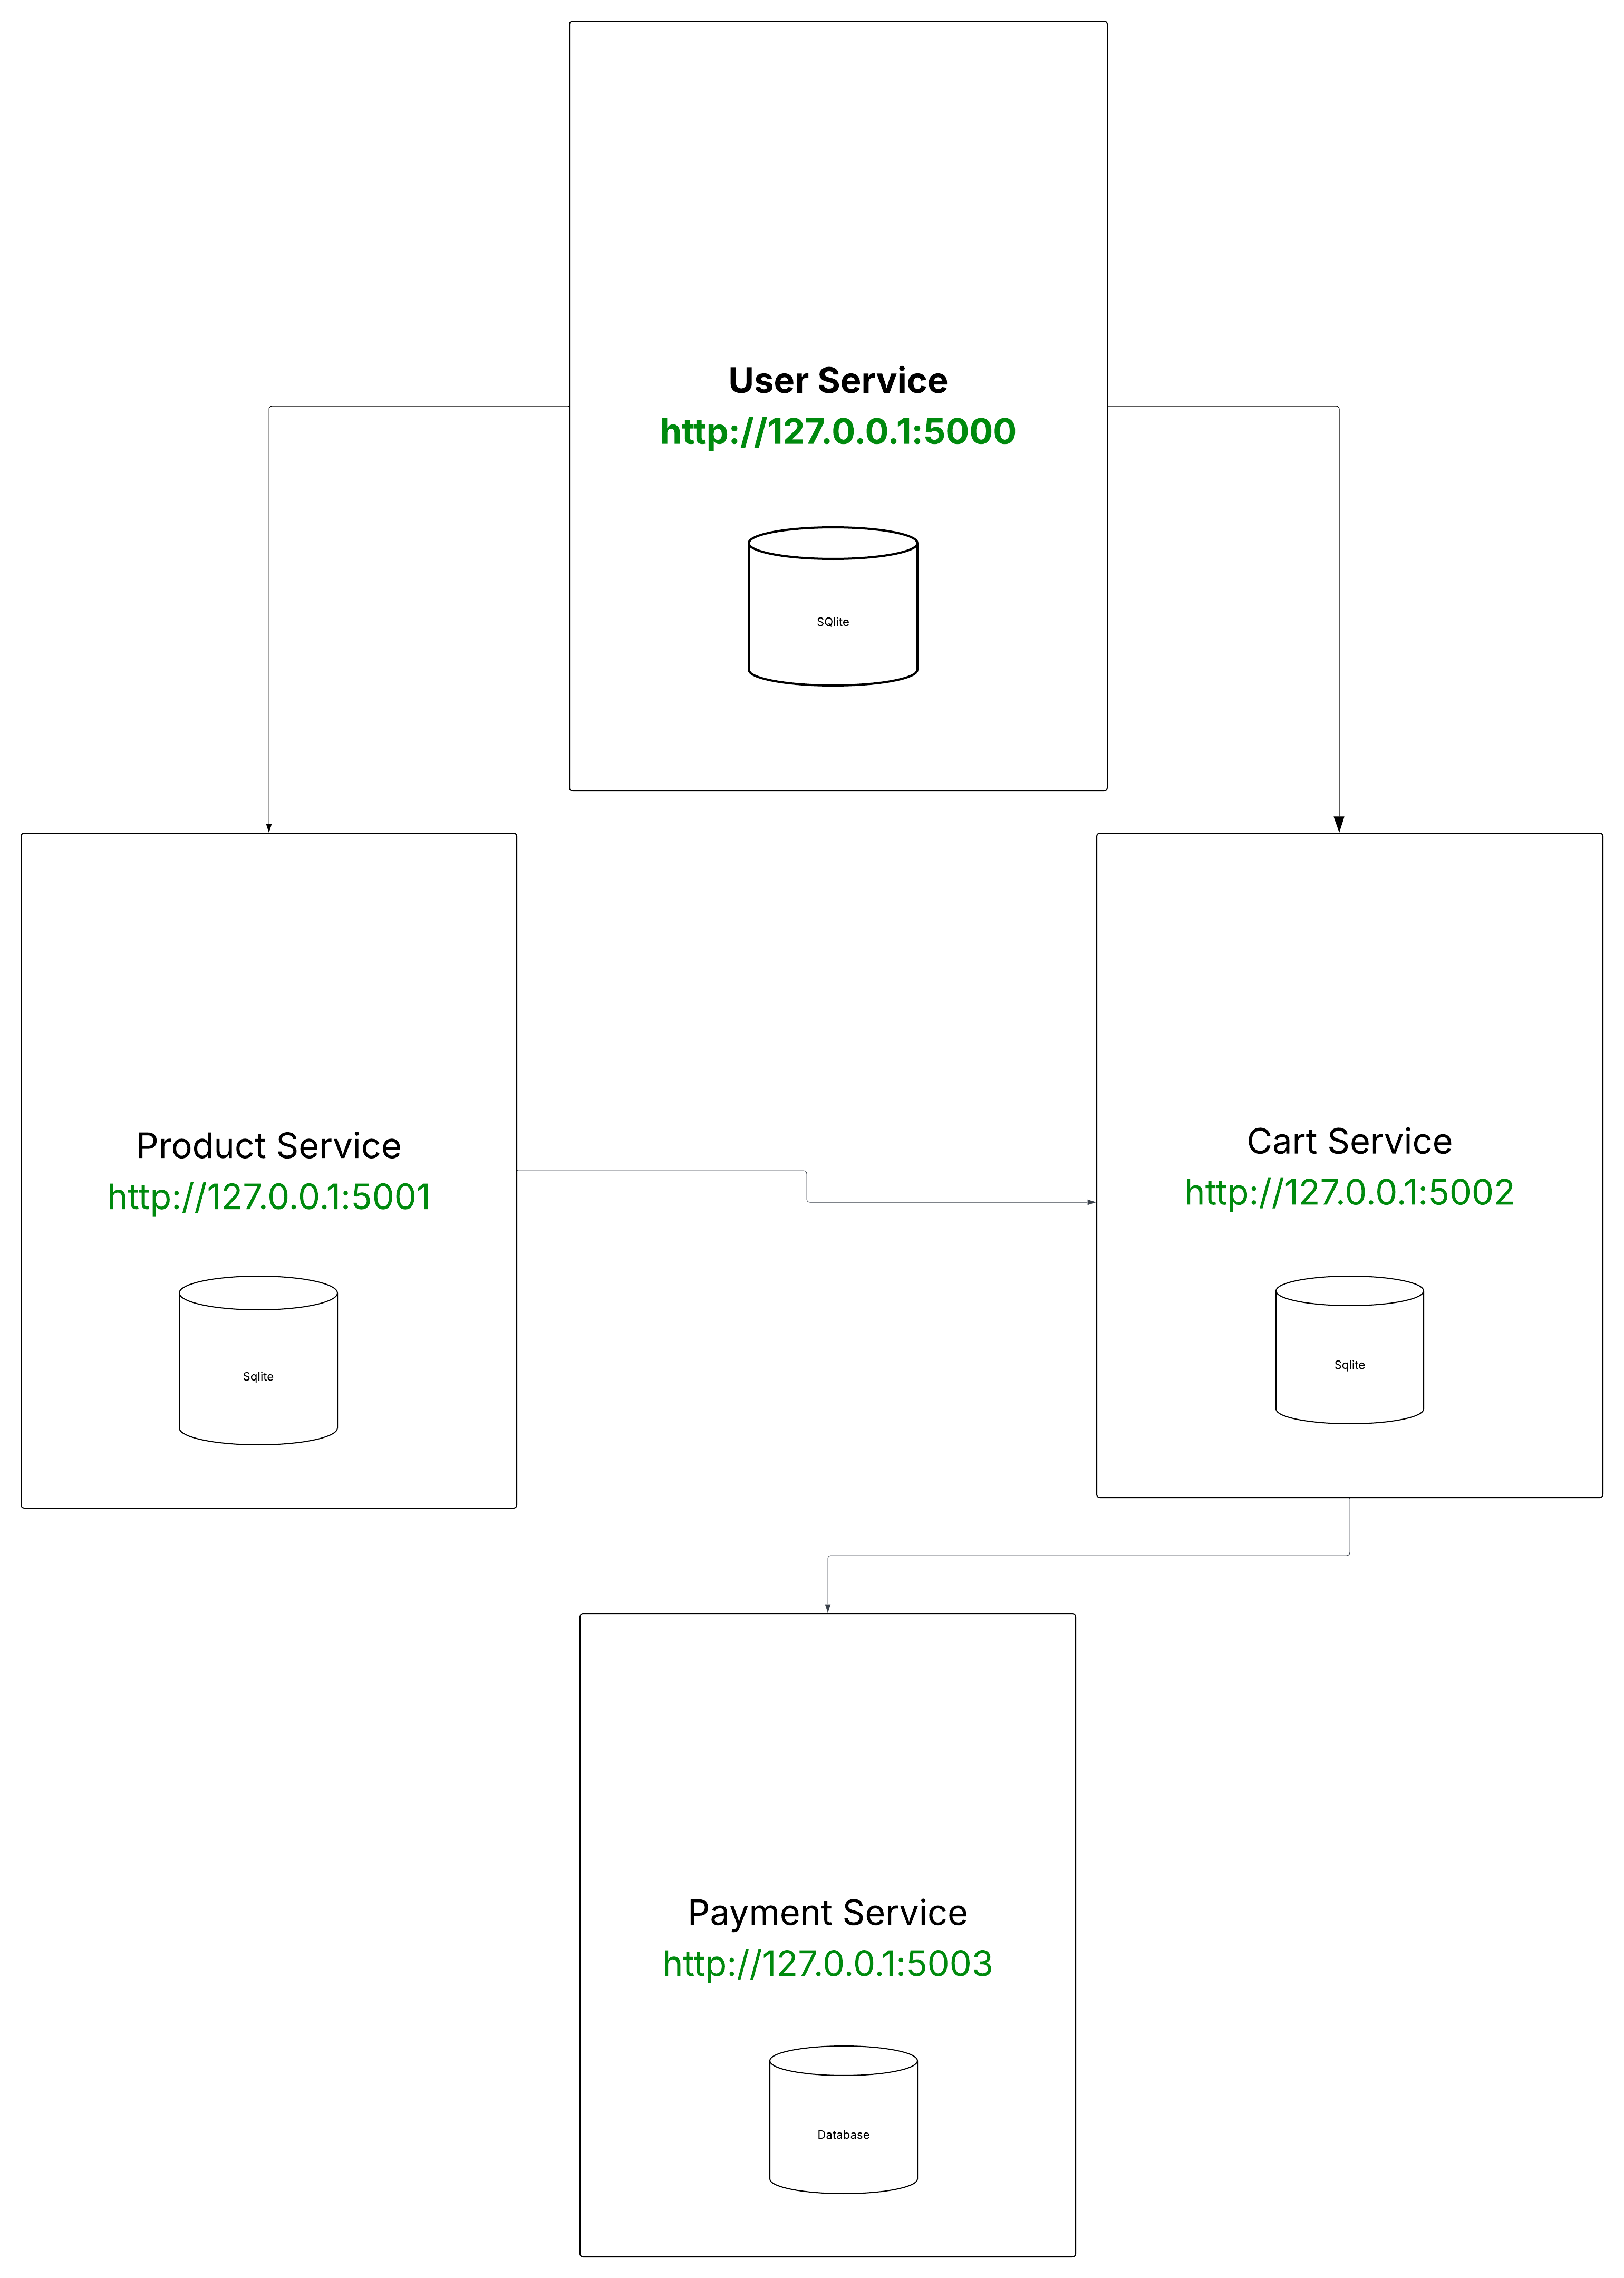 User Service
http://127.0.0.1:5000
SQlite
Product Service
http://127.0.0.1:5001
Sqlite
Cart Service
http://127.0.0.1:5002
Sqlite
Payment Service
http://127.0.0.1:5003
Database